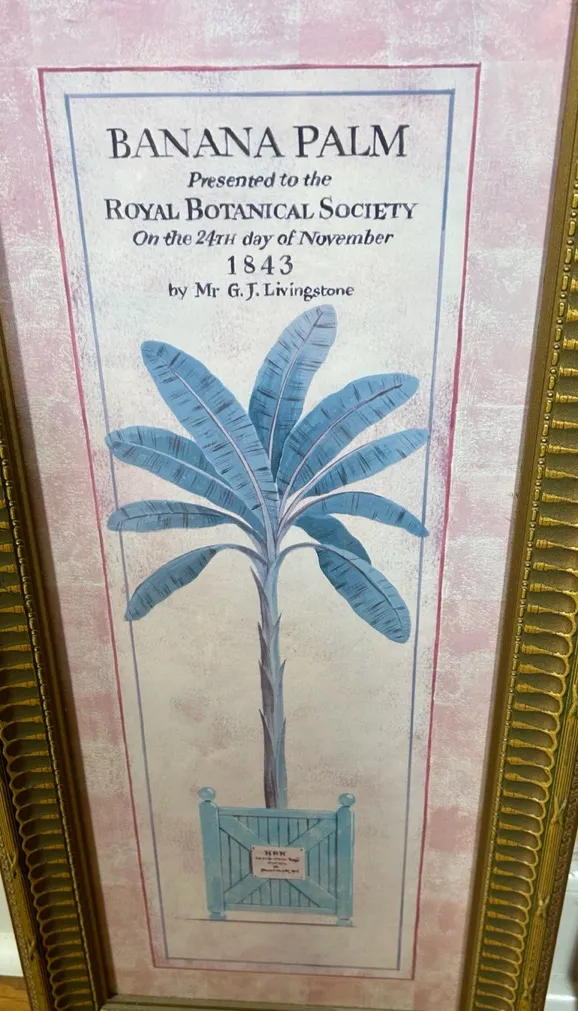 BANANA PALM
Presented to the
ROYAL BOTANICAL SOCIETY
On the 24TH day of November
1843
by Mr G.J. Livingstone